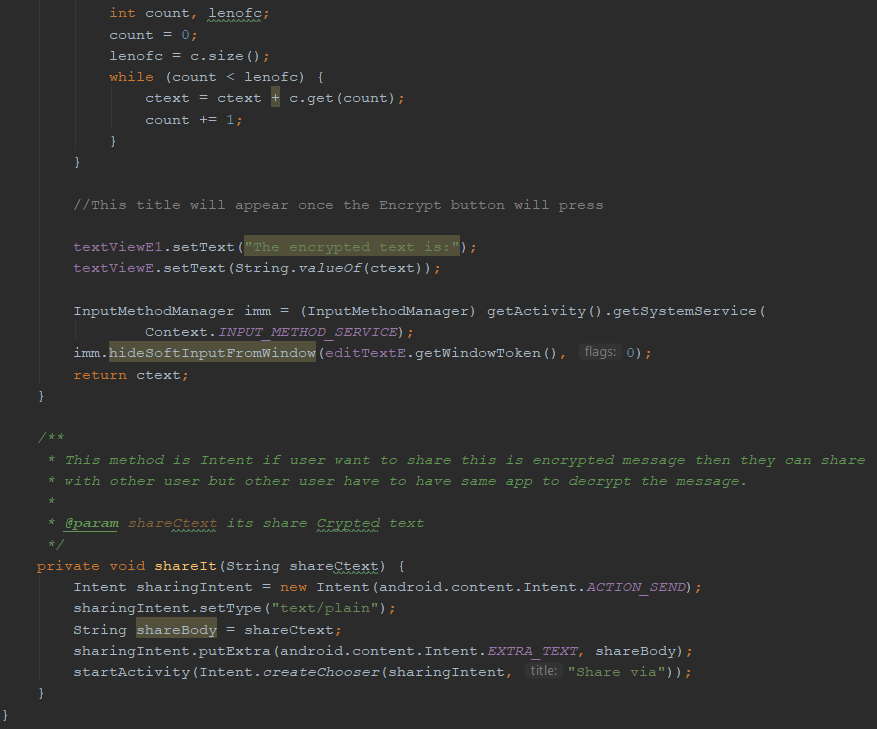 int count, lenofc;
count = 0;
lenofc = c.size();
while (count < lenofc) {
ctext = ctext + c.get(count);
count += 1;
}
}
//This title will appear once the Encrypt button will press
textViewE1.setText("The encrypted text is:");
textViewE.setText(String.valueOf(ctext));
InputMethodManager imm = (InputMethodManager) getActivity().getSystemService(
Context.INPUT_METHOD_SERVICE);
imm.hideSoftInputFromWindow(editTextE.getWindowToken(), flags: 0);
return ctext;
}
/**
* This method is Intent if user want to share this is encrypted message then they can share
* with other user but other user have to have same app to decrypt the message.
*
* @param shareCtext its share Crypted text
*/
private void shareIt(String shareCtext) {
Intent sharingIntent = new Intent(android.content.Intent.ACTION_SEND);
sharingIntent.setType("text/plain");
String shareBody = shareCtext;
sharingIntent.putExtra(android.content.Intent.EXTRA_TEXT, shareBody);
startActivity(Intent.createChooser(sharingIntent, title: "Share via"));
}
}